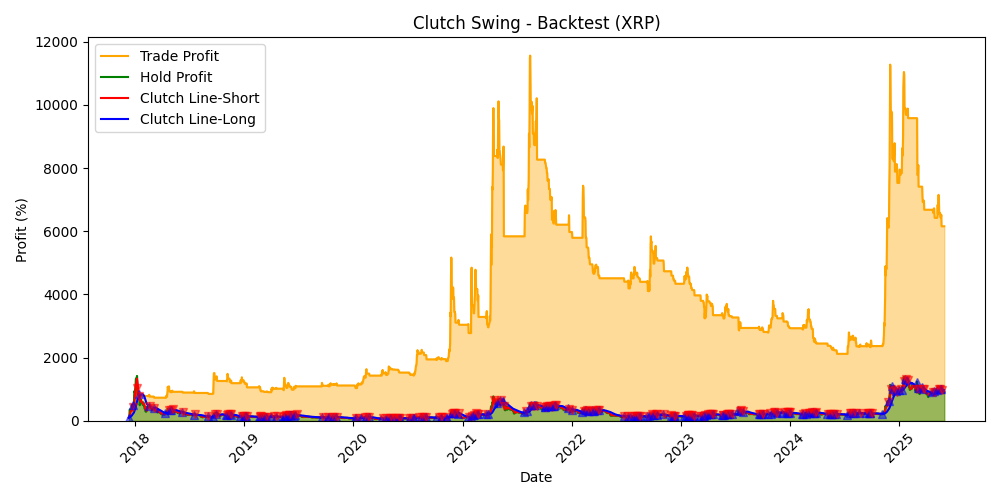 Clutch Swing - Backtest (XRP)
Profit (%)
12000
10000
8000
6000
4000
2000
0
Trade Profit
Hold Profit
Clutch Line-Short
Clutch Line-Long
2018
2019
2020
2021
2022
2023
2024
2025
Date